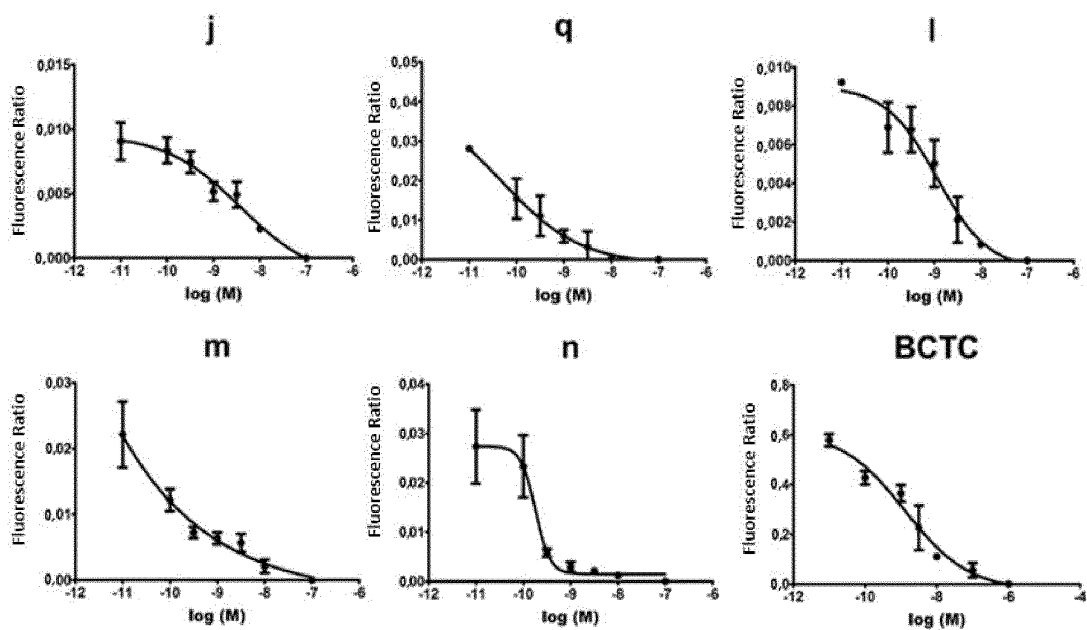 j
q
l
Fluorescence Ratio
0,015
0,010
0,005
0,000
-12 -11 -10 -9 -8 -7 -6
log (M)
Fluorescence Ratio
0,05
0,04
0,03
0,02
0,01
0,00
-12 -11 -10 -9 -8 -7 -6
log (M)
Fluorescence Ratio
0,010
0,008
0,006
0,004
0,002
0,000
-12 -11 -10 -9 -8 -7 -6
log (M)
m
n
BCTC
Fluorescence Ratio
0,03
0,02
0,01
0,00
-12 -11 -10 -9 -8 -7 -6
log (M)
Fluorescence Ratio
0,04
0,03
0,02
0,01
0,00
-12 -11 -10 -9 -8 -7 -6
log (M)
Fluorescence Ratio
0,8
0,6
0,4
0,2
0,0
-12 -10 -8 -6 -4
log (M)